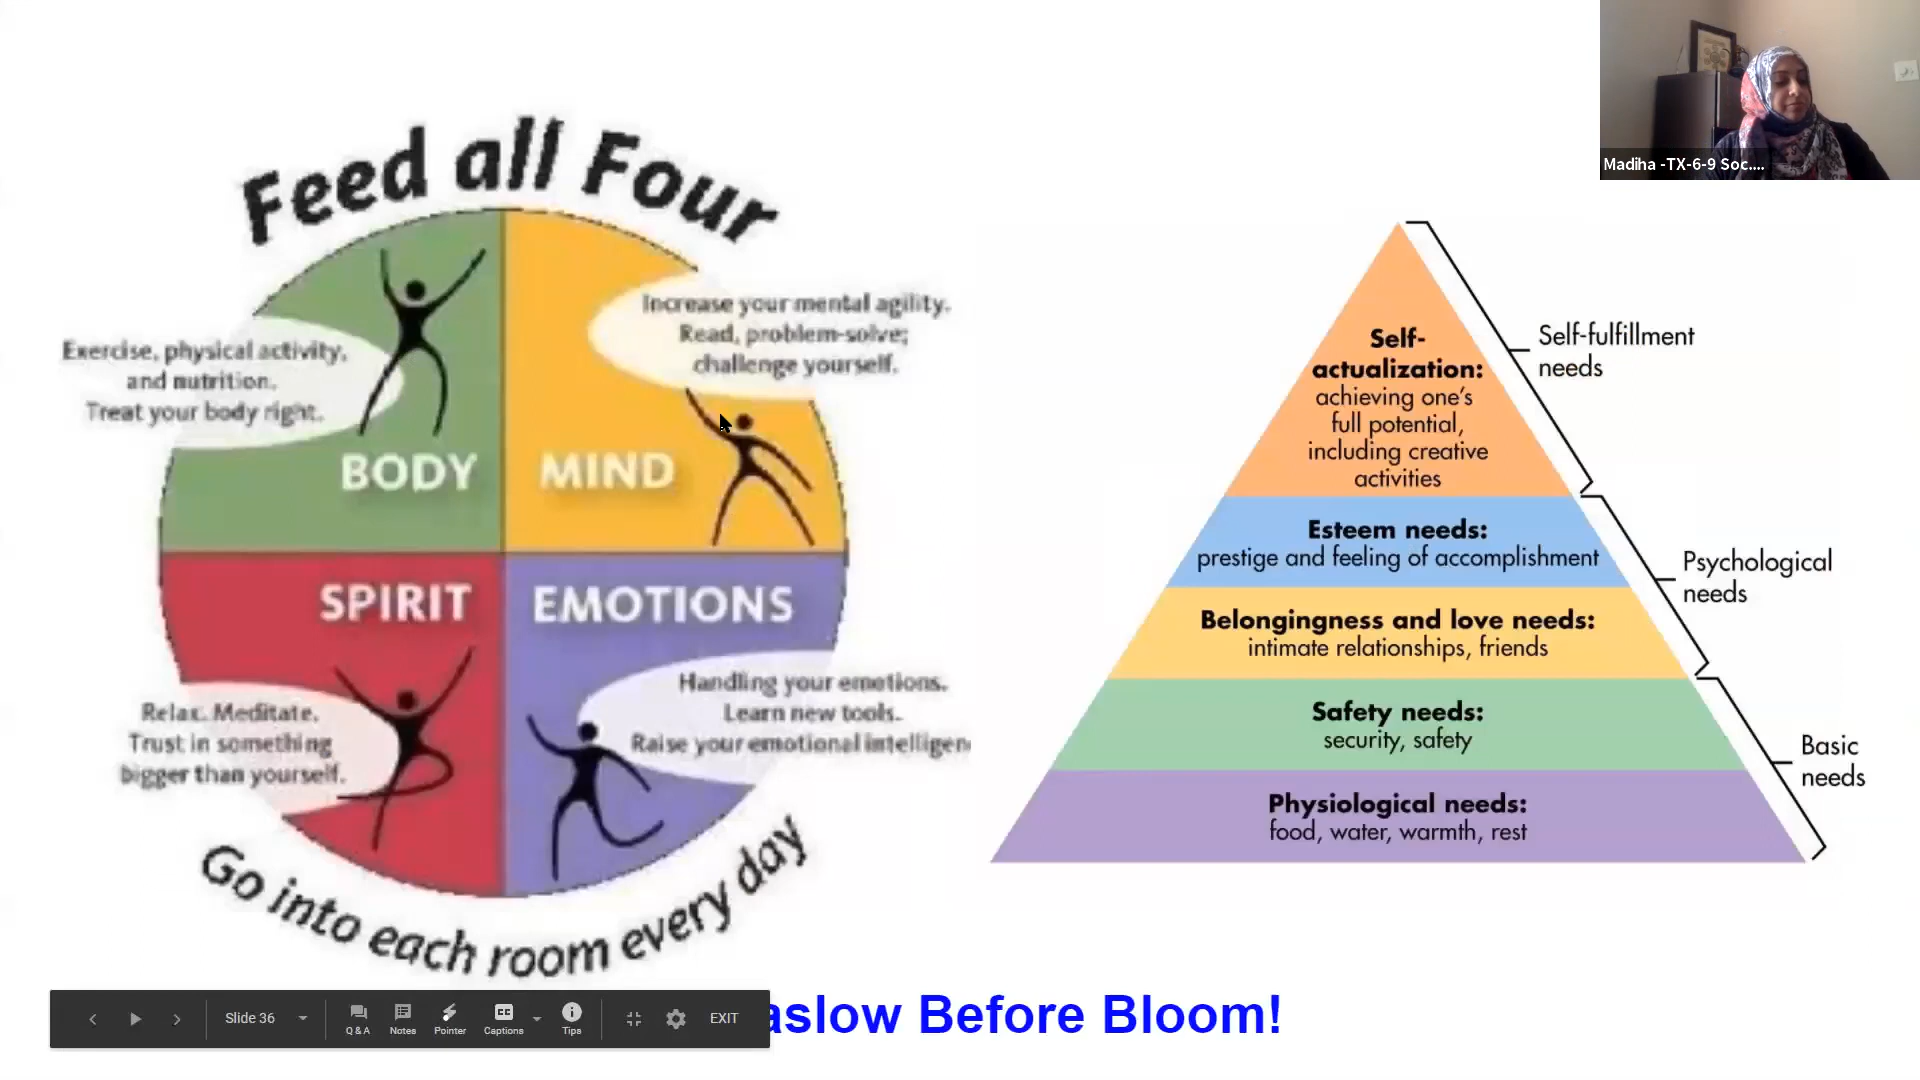 Madiha -TX-6-9 Soc....
Feed all Four
Exercise, physical activity,
and nutrition.
Treat your body right.
BODY
Increase your mental agility.
Read, problem-solve;
challenge yourself.
MIND
SPIRIT
Relax. Meditate.
Trust in something
bigger than yourself.
EMOTIONS
Handling your emotions.
Learn new tools.
Raise your emotional intelligen
Go into each room every day
Self-
actualization:
achieving one's
full potential,
including creative
activities
Esteem needs:
prestige and feeling of accomplishment
Belongingness and love needs:
intimate relationships, friends
Safety needs:
security, safety
Physiological needs:
food, water, warmth, rest
Self-fulfillment
needs
Psychological
needs
Basic
needs
aslow Before Bloom!
Slide 36
Q & A
Notes
Pointer
Captions
Tips
EXIT